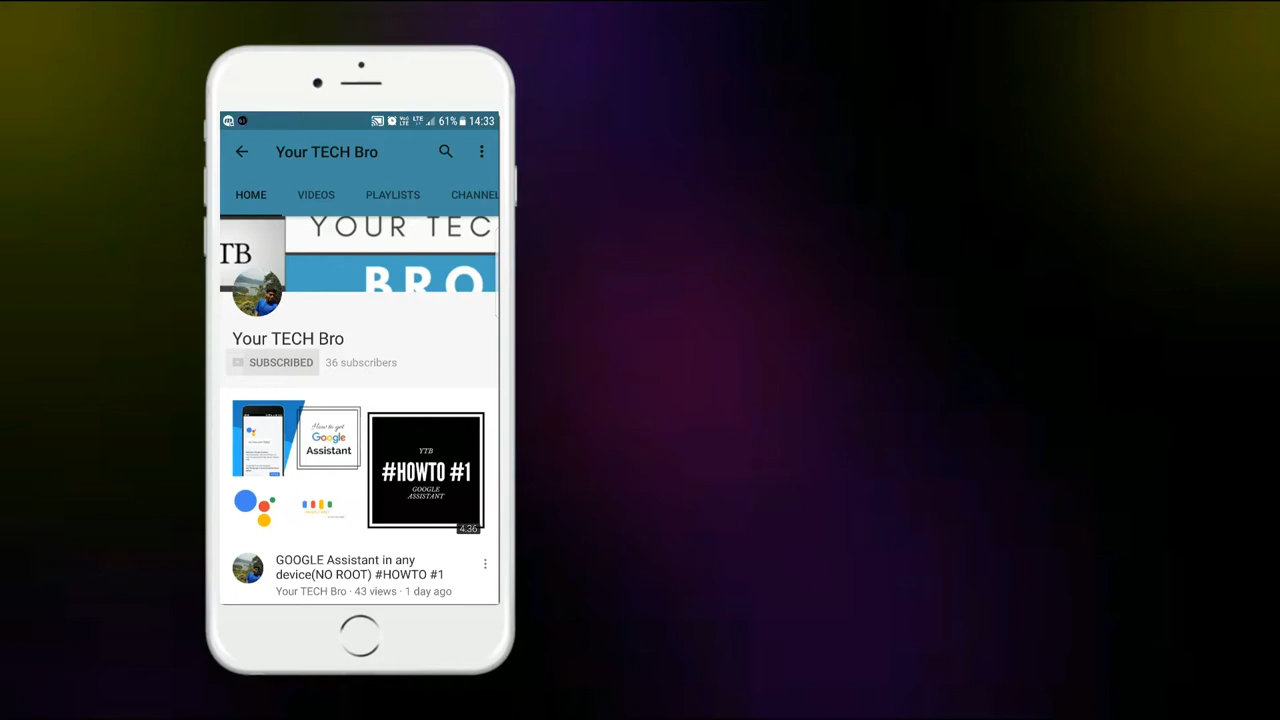 61% 14:33
Your TECH Bro
HOME VIDEOS PLAYLISTS CHANNEL
YOUR TEC
TB
BRO
Your TECH Bro
SUBSCRIBED 36 subscribers
How to get
Google
Assistant
YTB
#HOWTO #1
GOOGLE
ASSISTANT
4:36
GOOGLE Assistant in any
device(NO ROOT) #HOWTO #1
Your TECH Bro · 43 views · 1 day ago